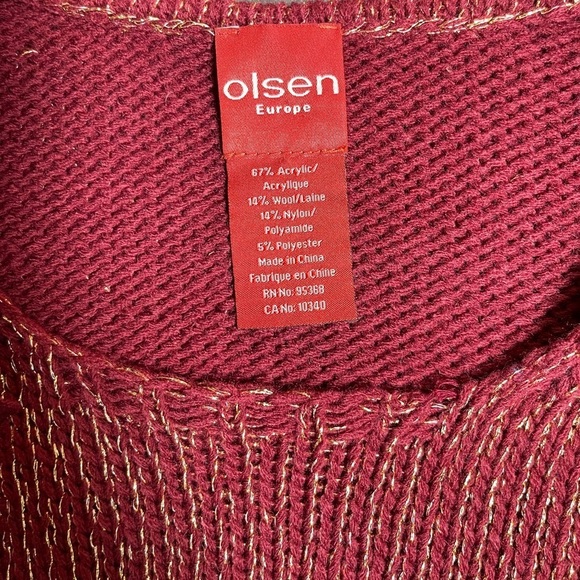 olsen
Europe
67% Acrylic/
Acrylique
14% Wool/Laine
14% Nylon/
Polyamide
5% Polyester
Made in China
Fabrique en Chine
RN No: 95368
CA No: 10340